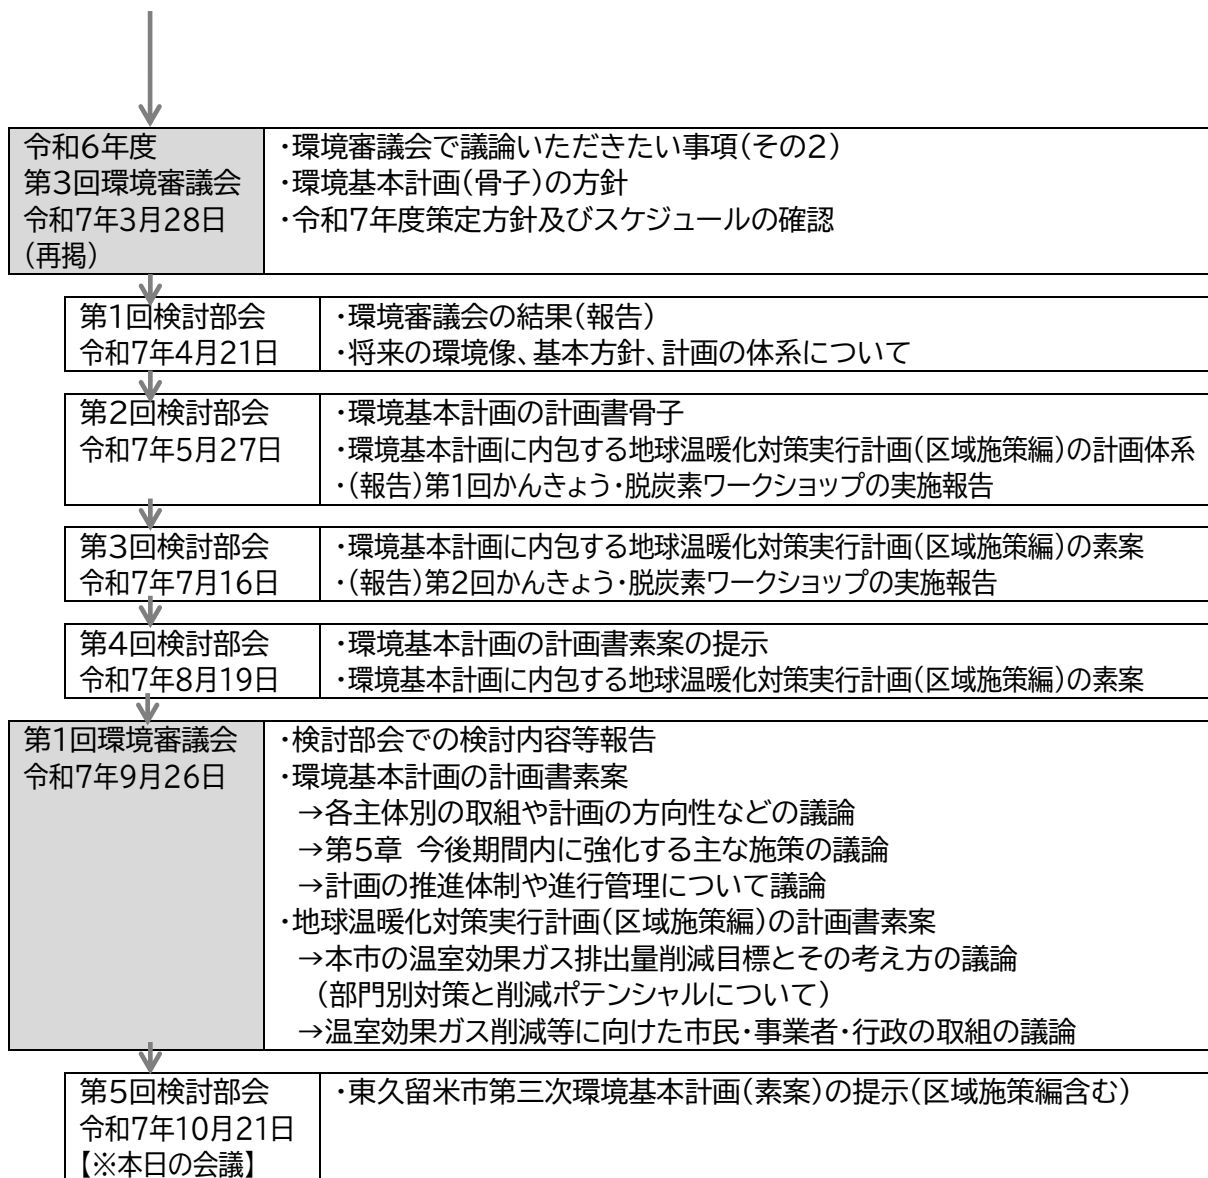 令和6年度
第3回環境審議会
令和7年3月28日
(再掲)
・環境審議会で議論いただきたい事項(その2)
・環境基本計画(骨子)の方針
・令和7年度策定方針及びスケジュールの確認
第1回検討部会
令和7年4月21日
・環境審議会の結果(報告)
・将来の環境像、基本方針、計画の体系について
第2回検討部会
令和7年5月27日
・環境基本計画の計画書骨子
・環境基本計画に内包する地球温暖化対策実行計画(区域施策編)の計画体系
・(報告)第1回かんきょう・脱炭素ワークショップの実施報告
第3回検討部会
令和7年7月16日
・環境基本計画に内包する地球温暖化対策実行計画(区域施策編)の素案
・(報告)第2回かんきょう・脱炭素ワークショップの実施報告
第4回検討部会
令和7年8月19日
・環境基本計画の計画書素案の提示
・環境基本計画に内包する地球温暖化対策実行計画(区域施策編)の素案
第1回環境審議会
令和7年9月26日
・検討部会での検討内容等報告
・環境基本計画の計画書素案
→各主体別の取組や計画の方向性などの議論
→第5章 今後期間内に強化する主な施策の議論
→計画の推進体制や進行管理について議論
・地球温暖化対策実行計画(区域施策編)の計画書素案
→本市の温室効果ガス排出量削減目標とその考え方の議論
(部門別対策と削減ポテンシャルについて)
→温室効果ガス削減等に向けた市民・事業者・行政の取組の議論
第5回検討部会
令和7年10月21日
【※本日の会議】
・東久留米市第三次環境基本計画(素案)の提示(区域施策編含む)